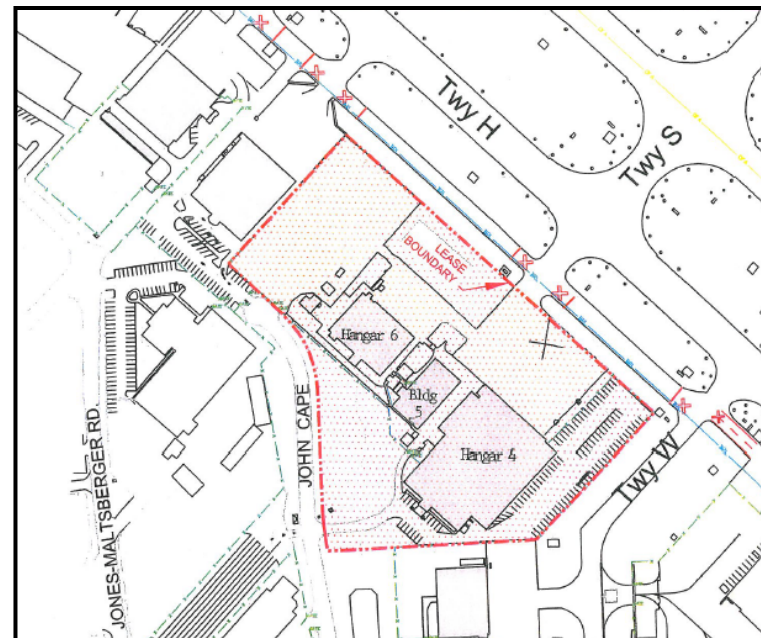 Twy H
Twy S
LEASE
BOUNDARY
Hangar 6
Bldg
5
Hangar 4
Twy W
JOHN CAPE
JONES-MALTSBERGER RD.